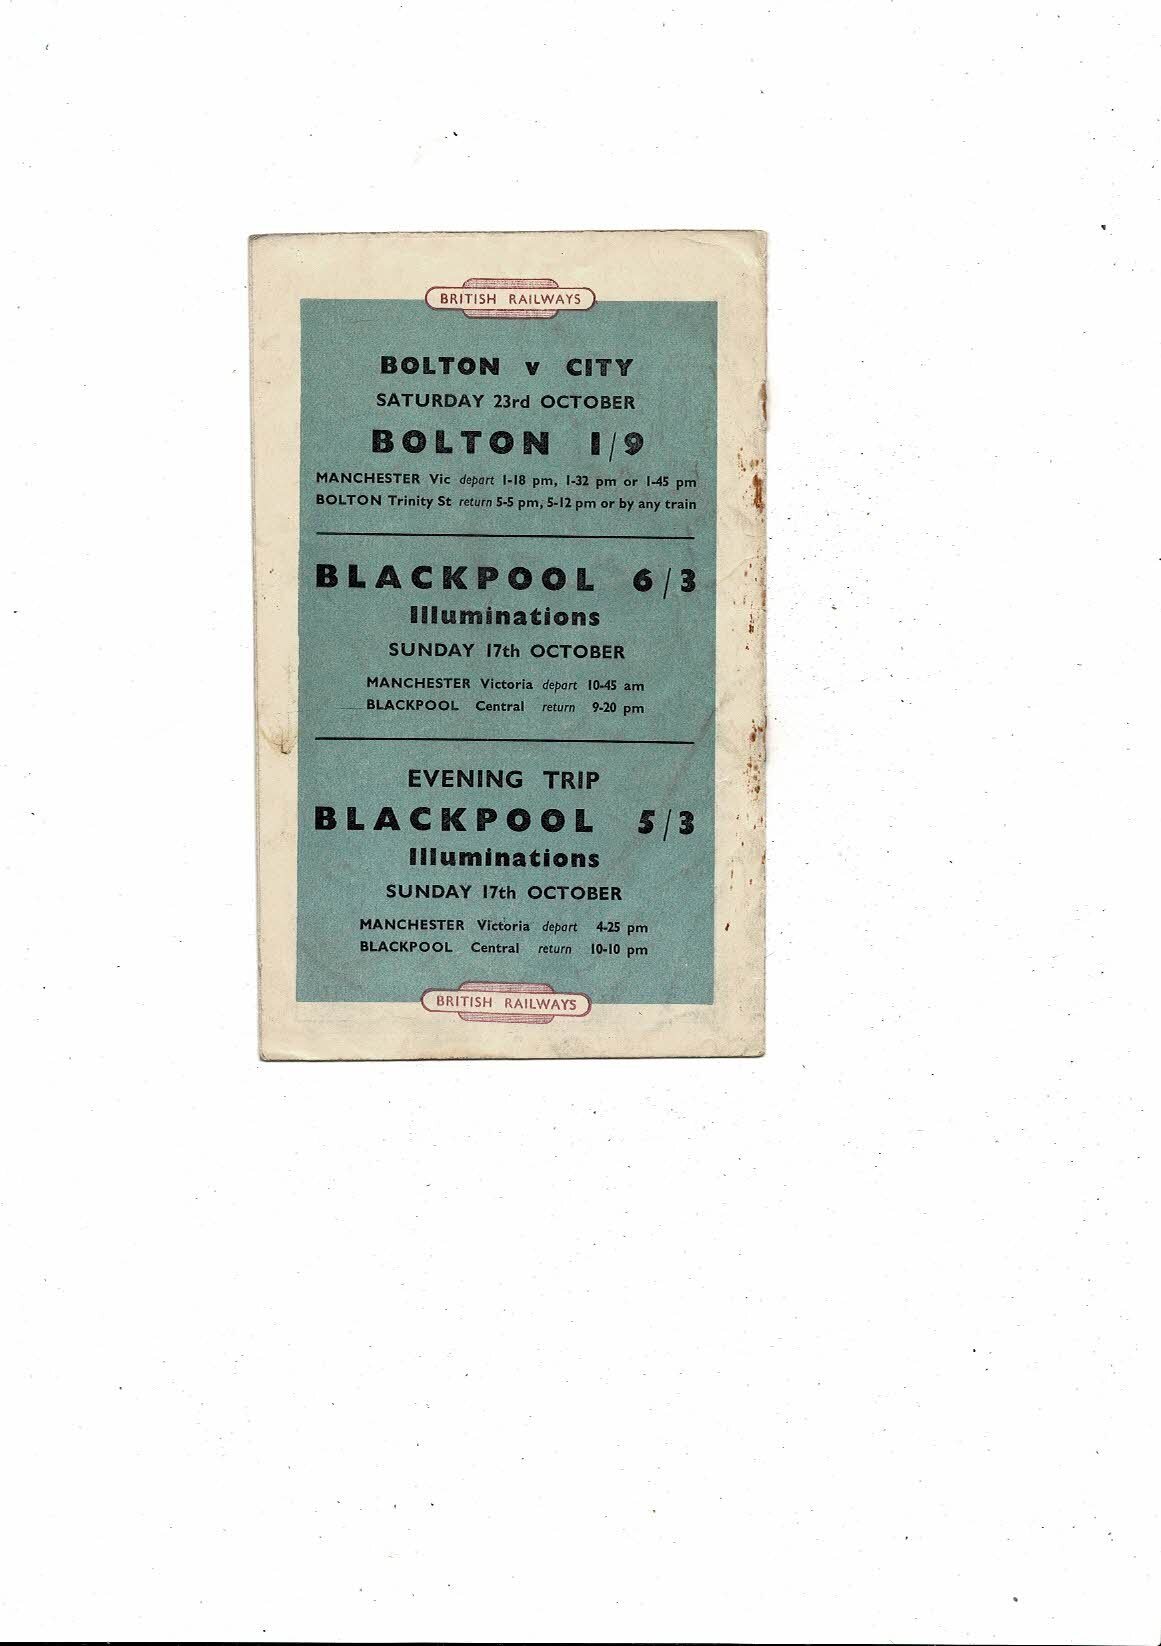 BRITISH RAILWAYS
BOLTON v CITY
SATURDAY 23rd OCTOBER
BOLTON 1/9
MANCHESTER Vic depart 1-18 pm, 1-32 pm or 1-45 pm
BOLTON Trinity St return 5-5 pm, 5-12 pm or by any train
BLACKPOOL 6/3
Illuminations
SUNDAY 17th OCTOBER
MANCHESTER Victoria depart 10-45 am
BLACKPOOL Central return 9-20 pm
EVENING TRIP
BLACKPOOL 5/3
Illuminations
SUNDAY 17th OCTOBER
MANCHESTER Victoria depart 4-25 pm
BLACKPOOL Central return 10-10 pm
BRITISH RAILWAYS